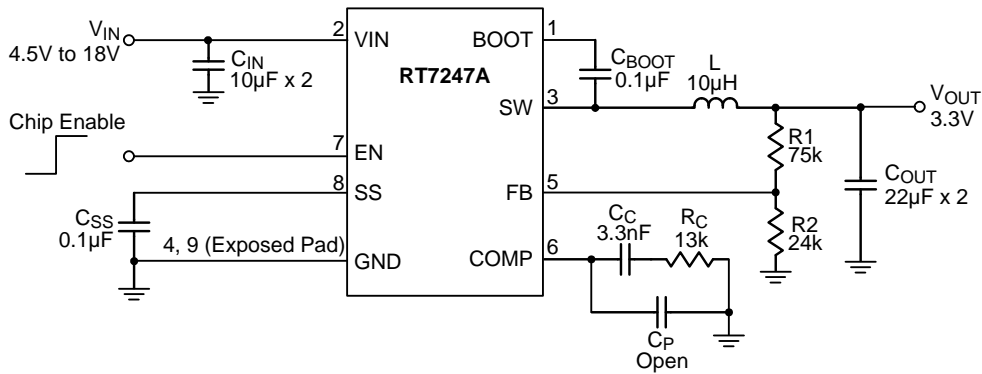 VIN
4.5V to 18V
2
VIN
CIN
10µF x 2
RT7247A
BOOT
1
CBOOT
0.1µF
L
10µH
SW
3
VOUT
3.3V
Chip Enable
7
EN
R1
75k
8
SS
FB
5
COUT
22µF x 2
CSS
0.1µF
R2
24k
4, 9 (Exposed Pad)
GND
COMP
6
CC
3.3nF
RC
13k
CP
Open